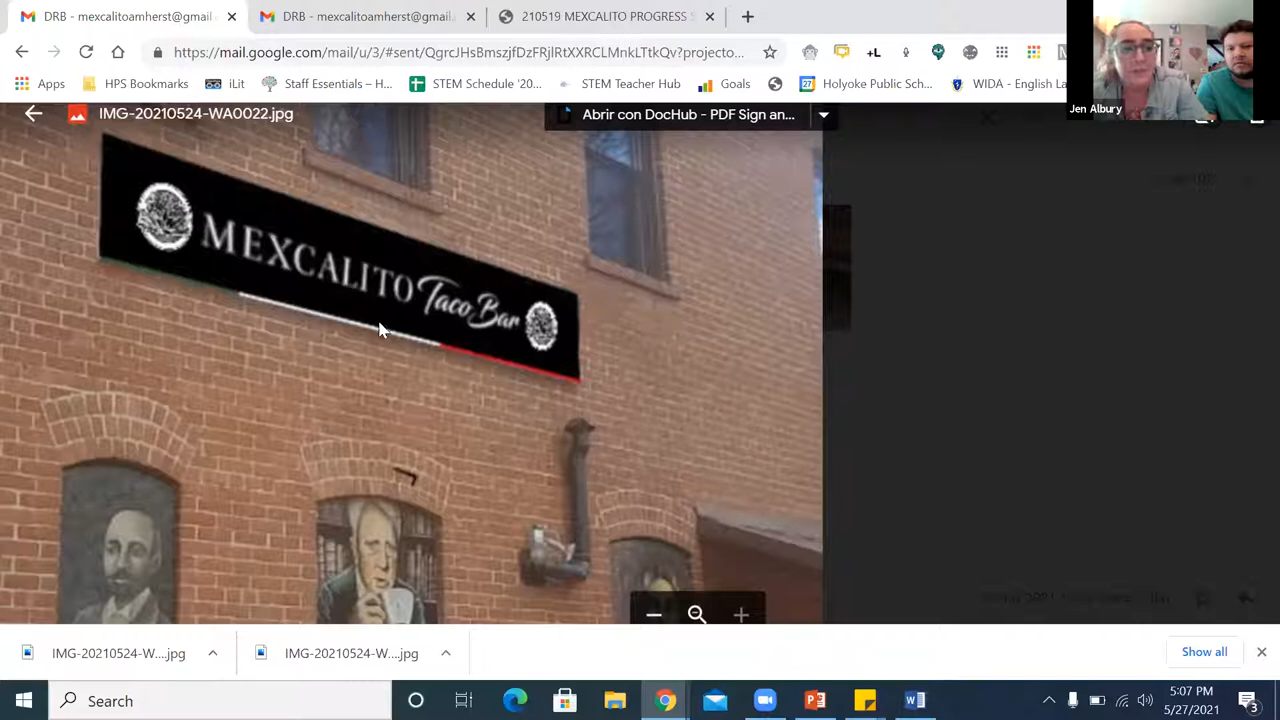 DRB - mexcalitoamherst@gmail
DRB - mexcalitoamherst@gmail.
210519 MEXCALITO PROGRESS S
https://mail.google.com/mail/u/3/#sent/
+L
Apps
HPS Bookmarks
iLit
Staff Essentials – H...
STEM Schedule '20...
STEM Teacher Hub
Goals
Holyoke Public Sch...
WIDA - English La
Jen Albury
IMG-20210524-WA0022.jpg
Abrir con DocHub - PDF Sign an...
MEXCALITO Taco Bar
IMG-20210524-W....jpg
IMG-20210524-W....jpg
Show all
Search
5:07 PM
5/27/2021
3